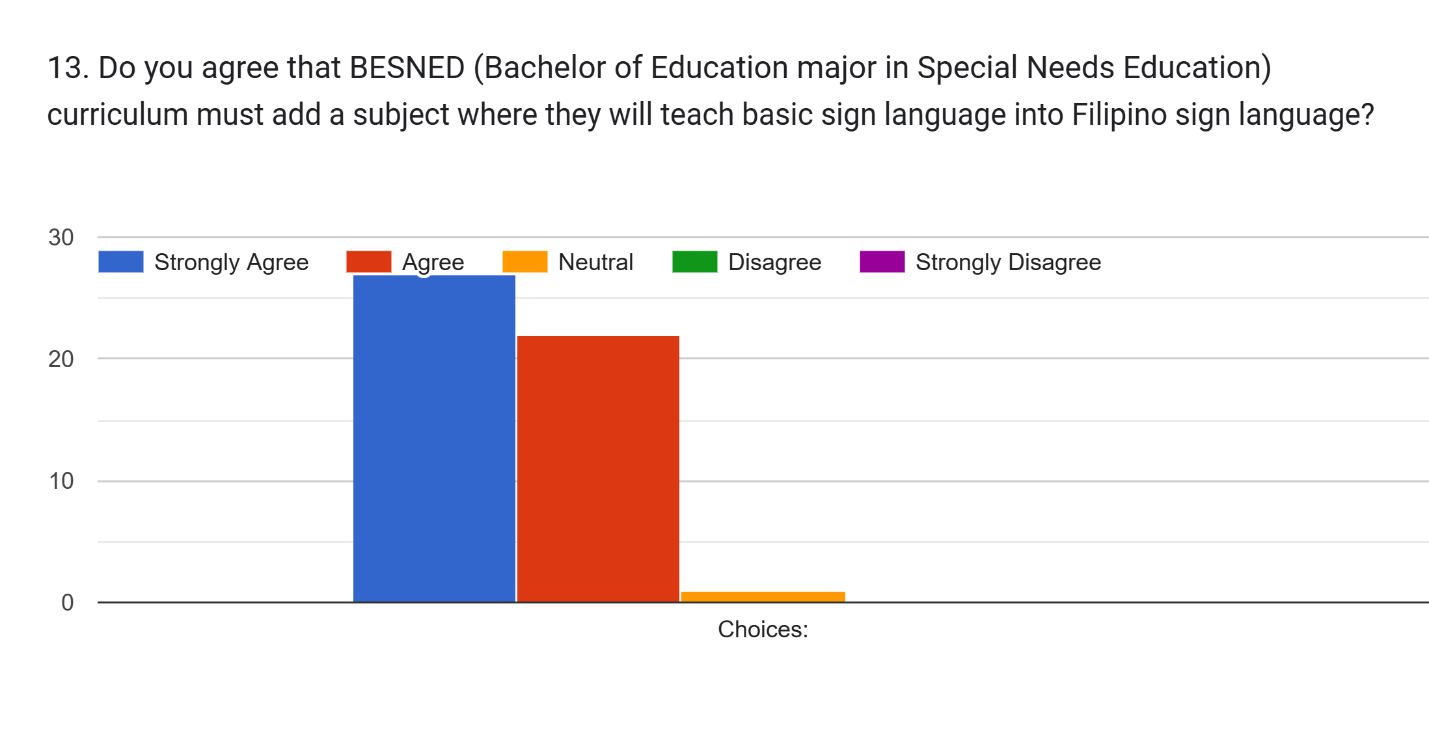 13. Do you agree that BESNED (Bachelor of Education major in Special Needs Education)
curriculum must add a subject where they will teach basic sign language into Filipino sign language?
30
Strongly Agree Agree Neutral Disagree Strongly Disagree
20
10
0
Choices: